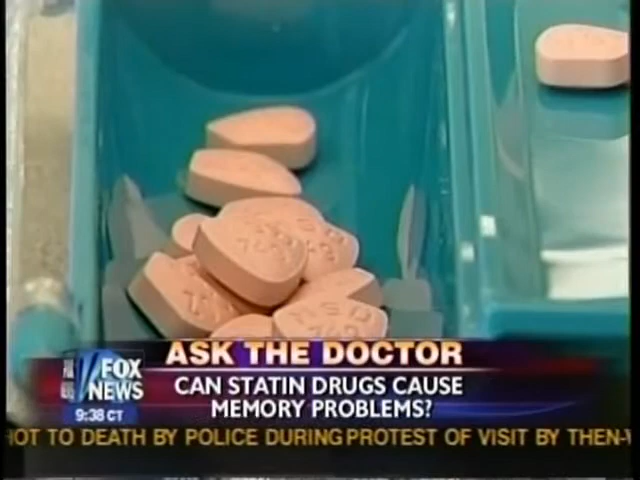 ASK THE DOCTOR
FOX
NEWS
9:38 CT
CAN STATIN DRUGS CAUSE
MEMORY PROBLEMS?
OT TO DEATH BY POLICE DURING PROTEST OF VISIT BY THEN-